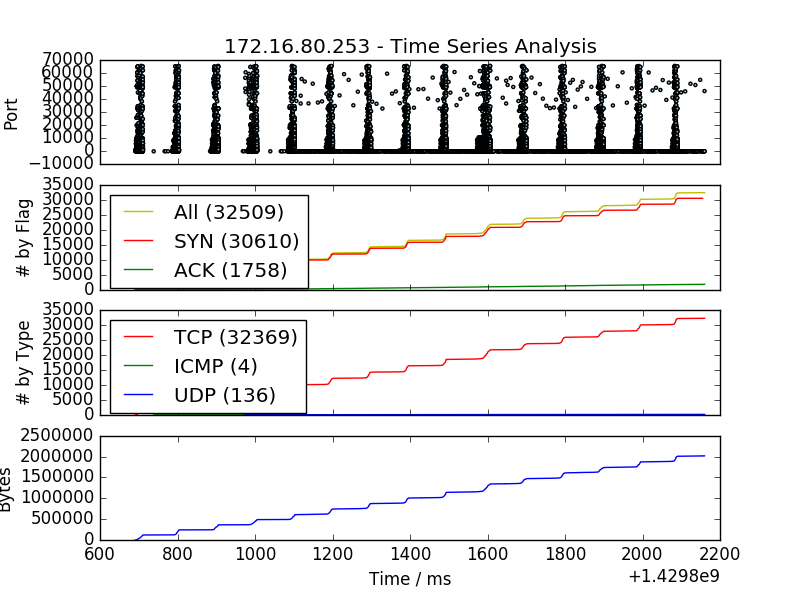 172.16.80.253 - Time Series Analysis
70000
60000
50000
40000
30000
20000
10000
0
−10000
Port
35000
30000
25000
20000
15000
10000
5000
0
# by Flag
All (32509)
SYN (30610)
ACK (1758)
35000
30000
25000
20000
15000
10000
5000
0
# by Type
TCP (32369)
ICMP (4)
UDP (136)
2500000
2000000
1500000
1000000
500000
0
Bytes
600 800 1000 1200 1400 1600 1800 2000 2200
Time / ms
+1.4298e9